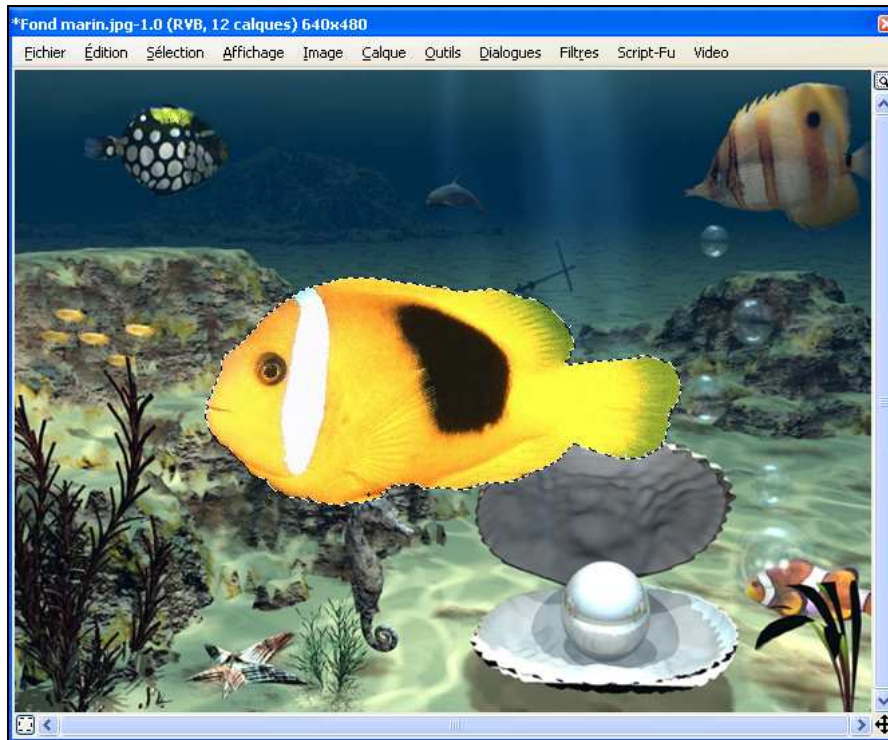 *Fond marin.jpg-1.0 (RVB, 12 calques) 640x480
Fichier Édition Sélection Affichage Image Calque Outils Dialogues Filtres Script-Fu Video